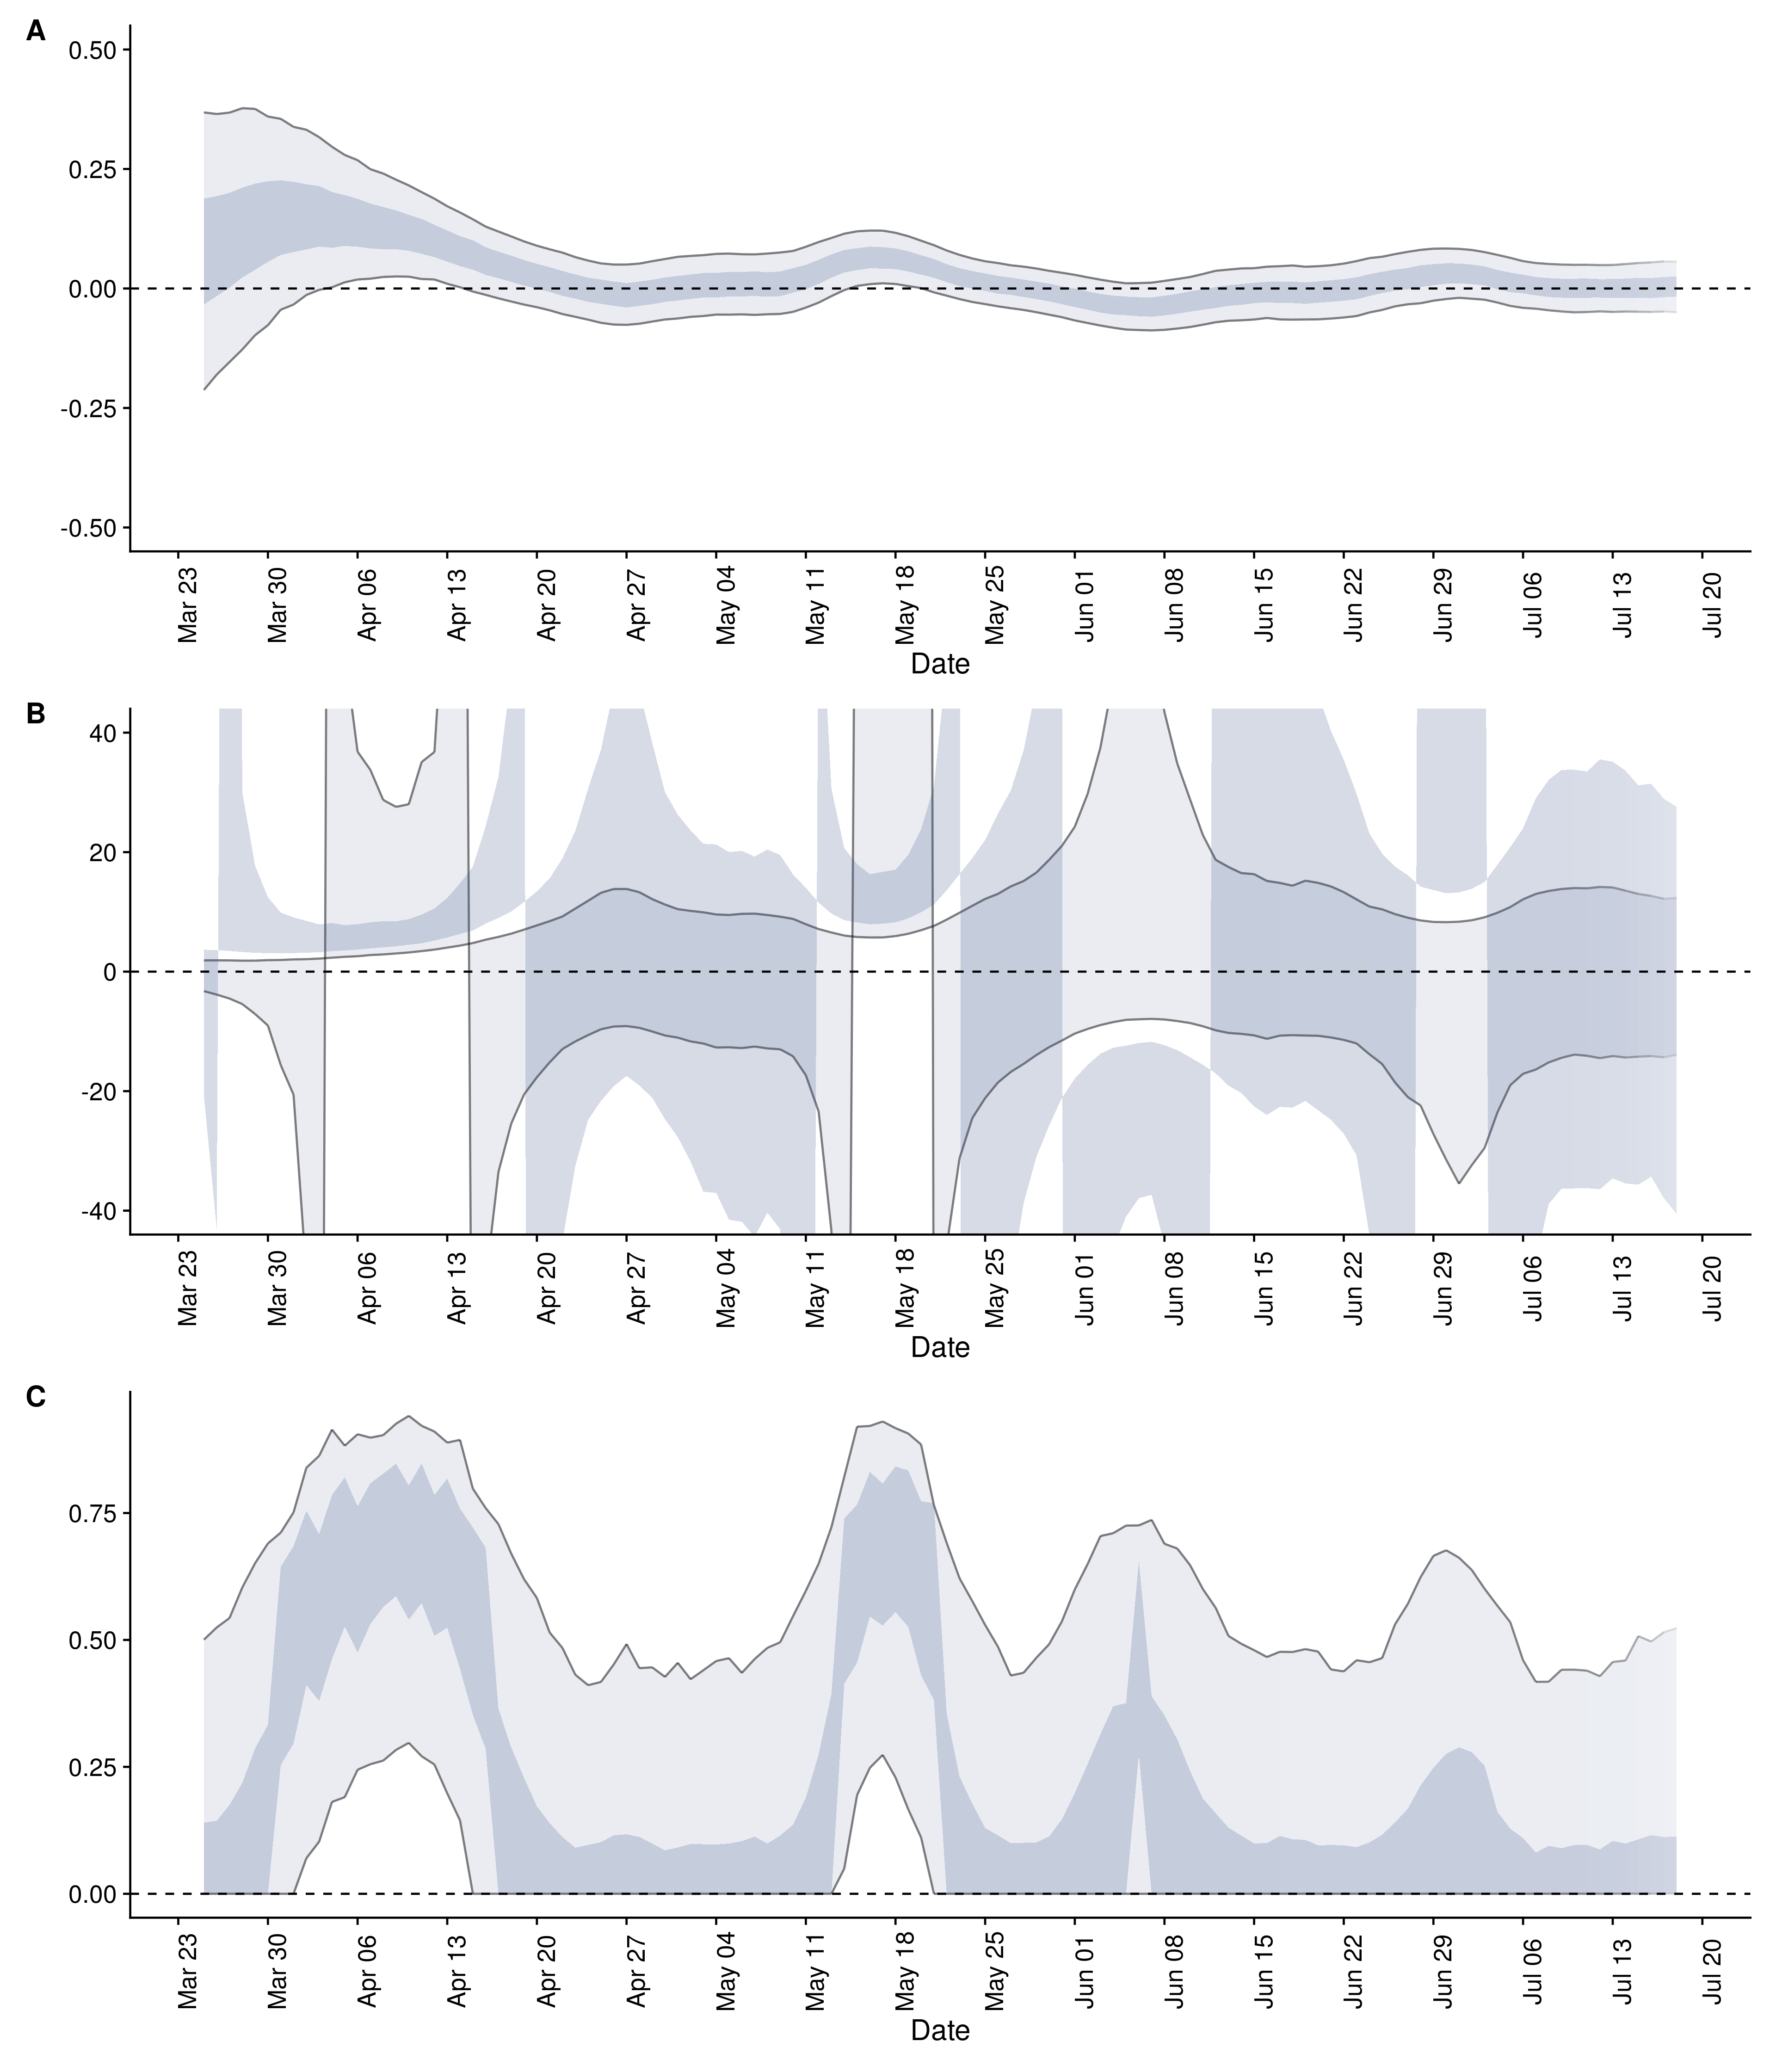 A
0.50
0.25
0.00
-0.25
-0.50
Mar 23
Mar 30
Apr 06
Apr 13
Apr 20
Apr 27
May 04
May 11
May 18
May 25
Jun 01
Jun 08
Jun 15
Jun 22
Jun 29
Jul 06
Jul 13
Jul 20
Date
B
40
20
0
-20
-40
Mar 23
Mar 30
Apr 06
Apr 13
Apr 20
Apr 27
May 04
May 11
May 18
May 25
Jun 01
Jun 08
Jun 15
Jun 22
Jun 29
Jul 06
Jul 13
Jul 20
Date
C
0.75
0.50
0.25
0.00
Mar 23
Mar 30
Apr 06
Apr 13
Apr 20
Apr 27
May 04
May 11
May 18
May 25
Jun 01
Jun 08
Jun 15
Jun 22
Jun 29
Jul 06
Jul 13
Jul 20
Date